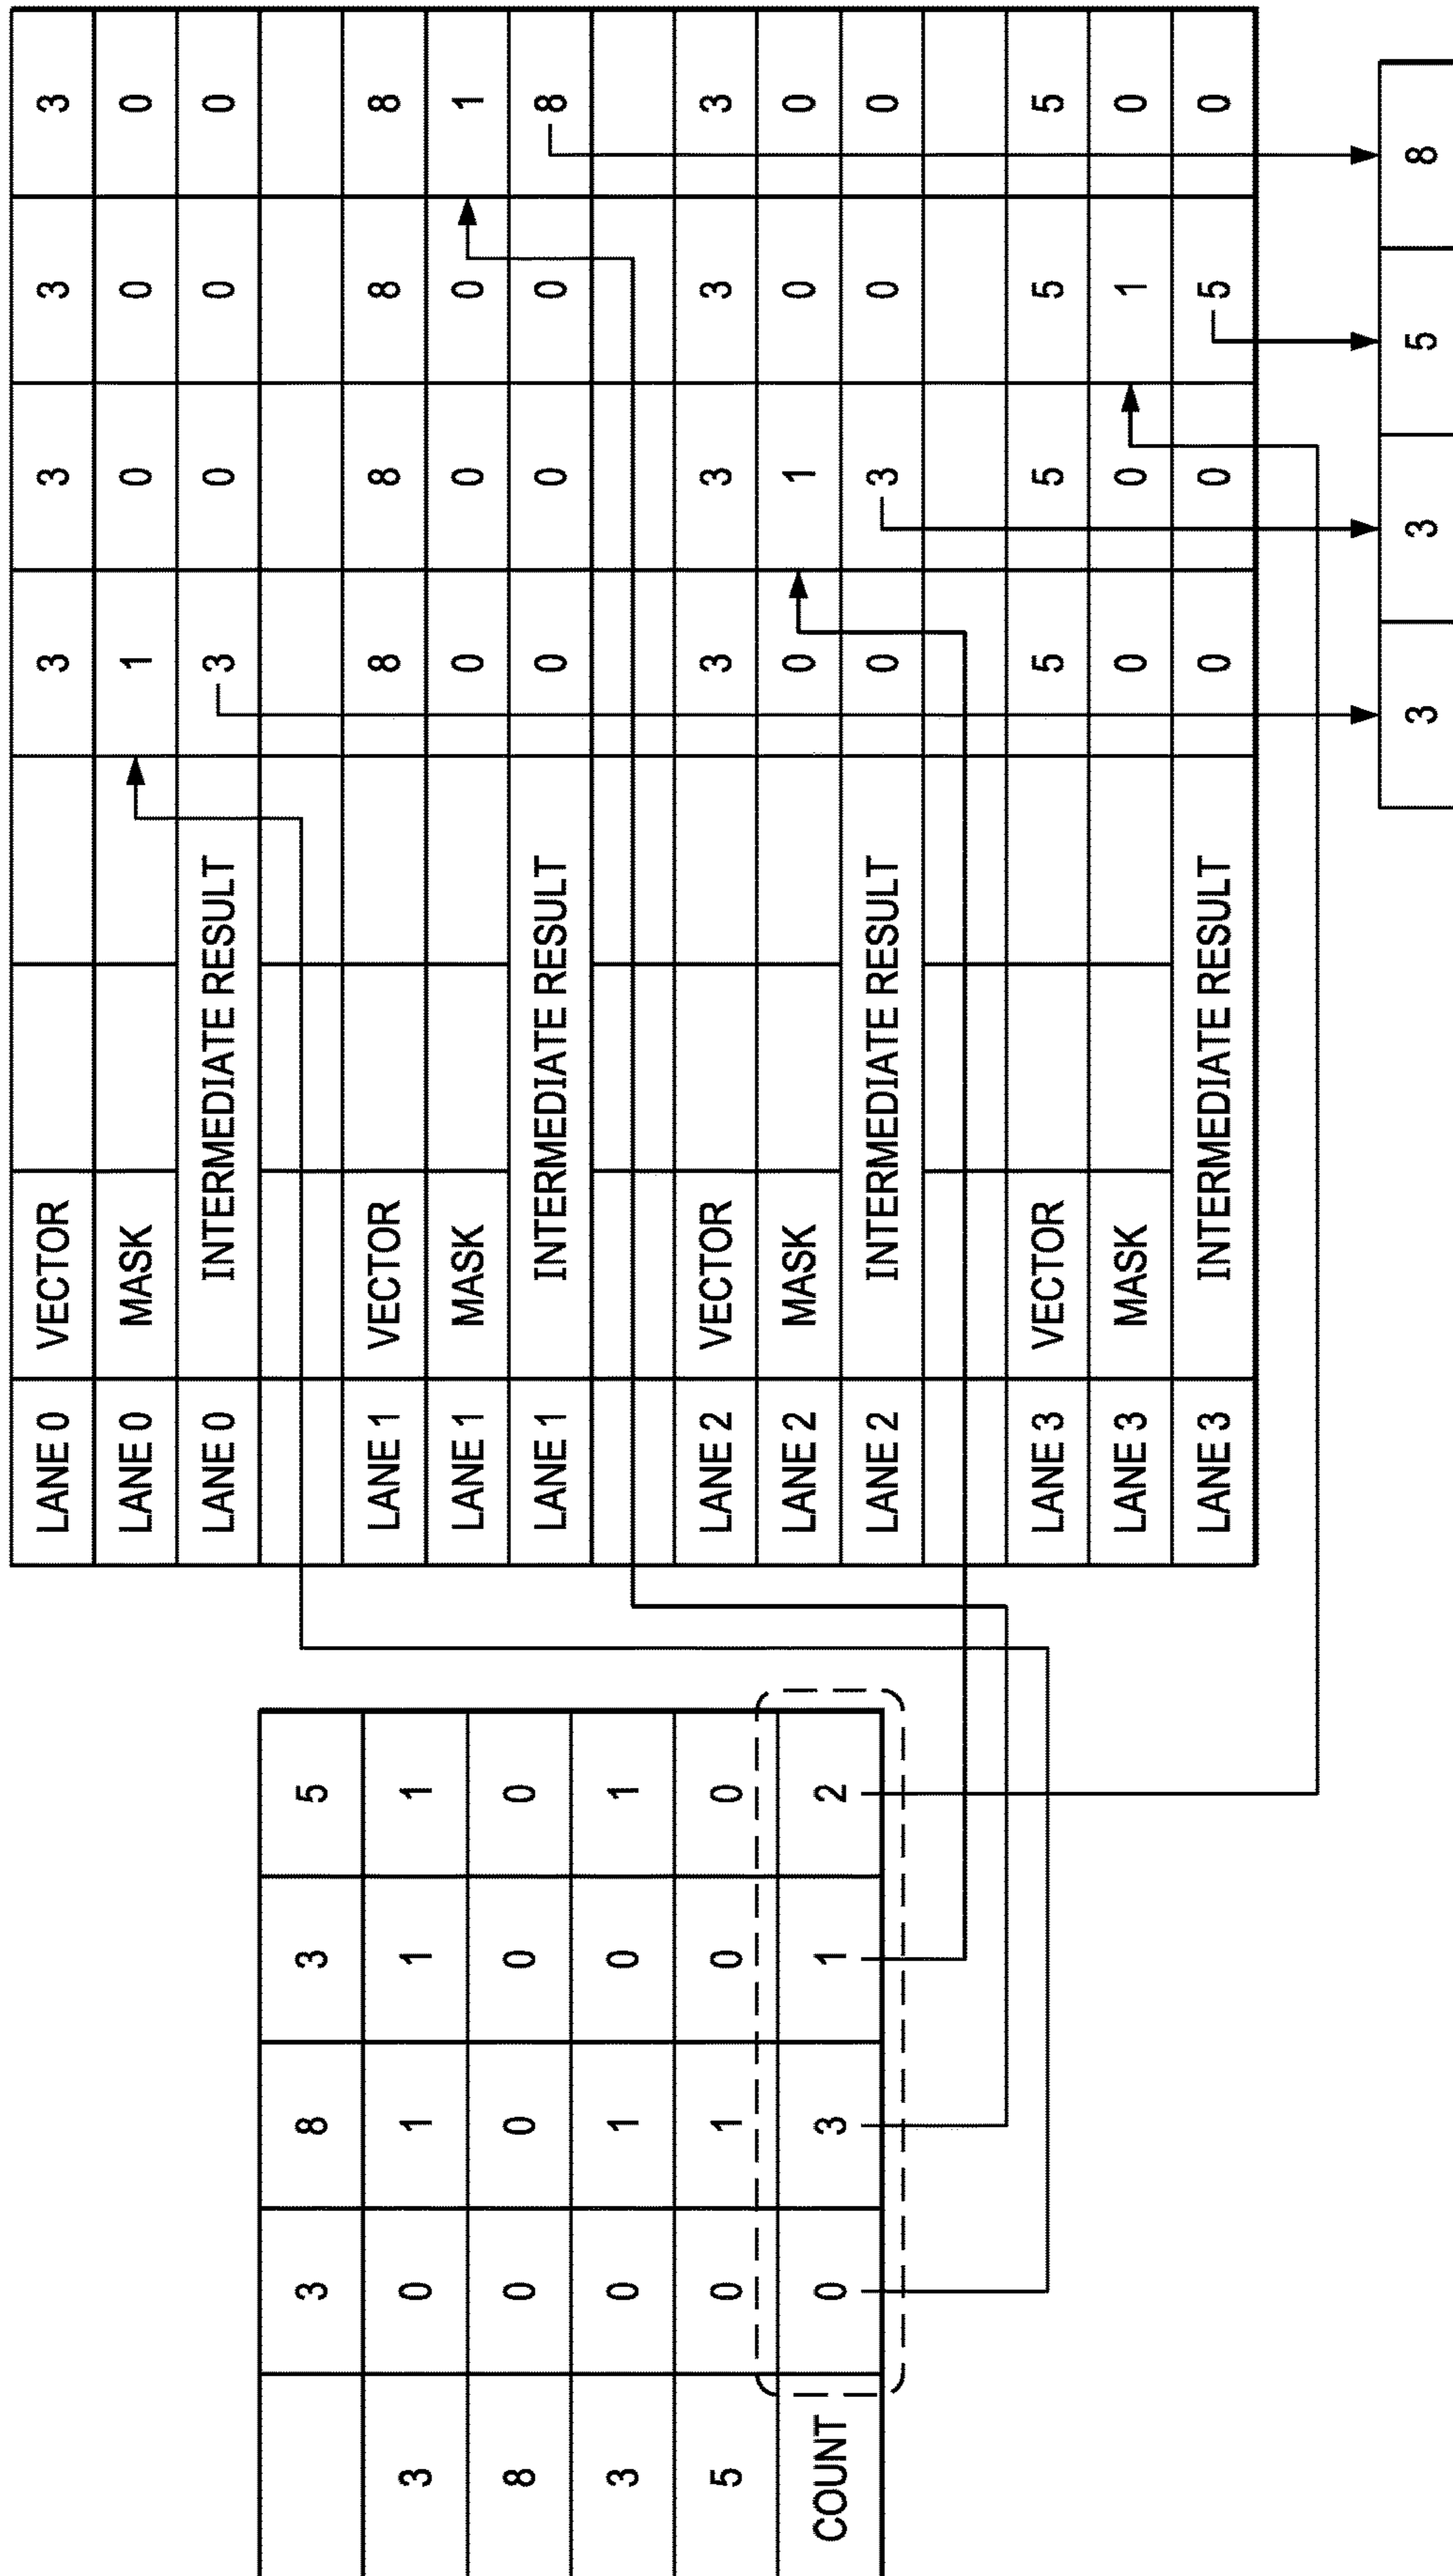 3 8 3 5
3 0 1 1 1
8 0 0 0 0
3 0 1 0 1
5 0 1 0 0
COUNT 0 3 1 2
LANE 0 VECTOR 3 3 3 3
LANE 0 MASK 1 0 0 0
LANE 0 INTERMEDIATE RESULT 3 0 0 0
LANE 1 VECTOR 8 8 8 8
LANE 1 MASK 0 0 0 1
LANE 1 INTERMEDIATE RESULT 0 0 0 8
LANE 2 VECTOR 3 3 3 3
LANE 2 MASK 0 1 0 0
LANE 2 INTERMEDIATE RESULT 0 3 0 0
LANE 3 VECTOR 5 5 5 5
LANE 3 MASK 0 0 1 0
LANE 3 INTERMEDIATE RESULT 0 0 5 0
3 3 5 8